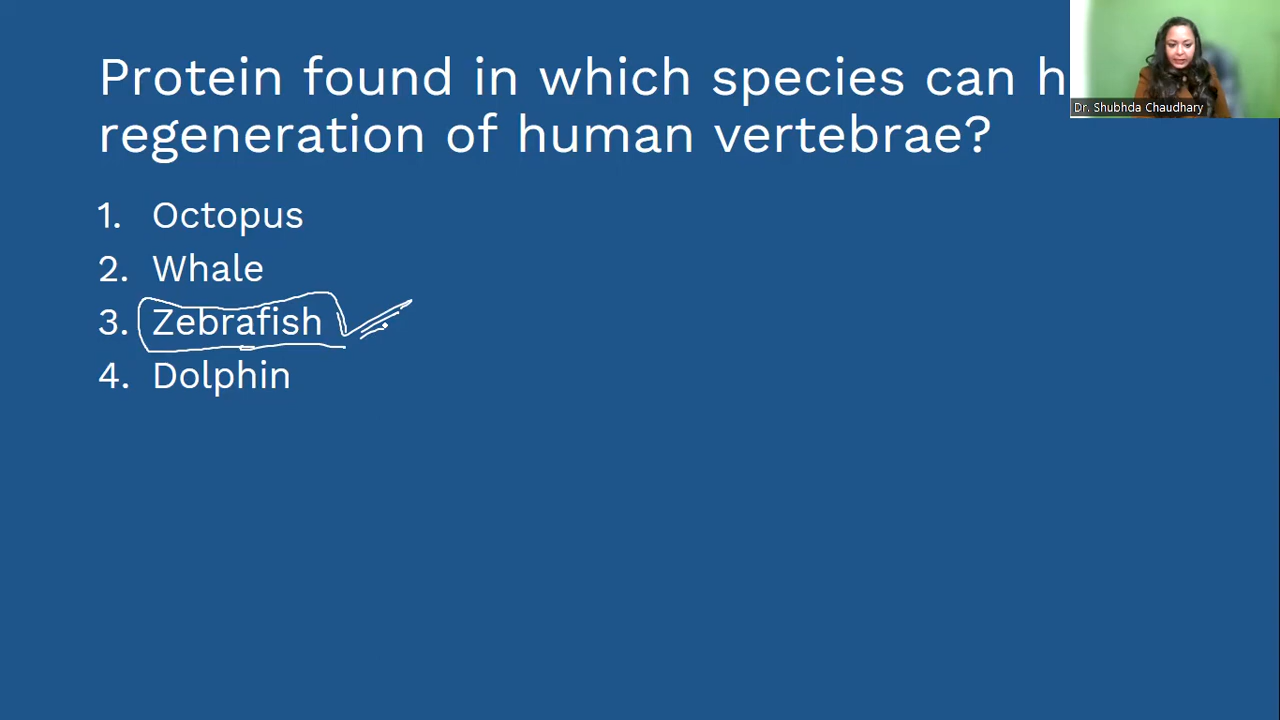 Protein found in which species can h
regeneration of human vertebrae?
Dr. Shubhda Chaudhary
1. Octopus
2. Whale
3. Zebrafish
4. Dolphin